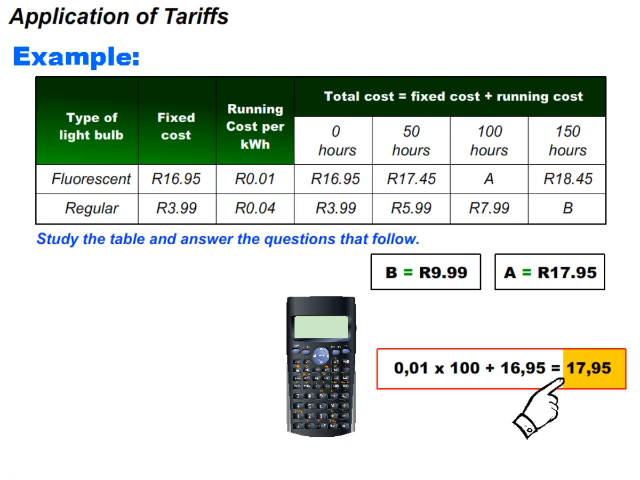 Application of Tariffs
Example:
Type of light bulb
Fixed cost
Running Cost per kWh
Total cost = fixed cost + running cost
0 hours
50 hours
100 hours
150 hours
Fluorescent R16.95 R0.01 R16.95 R17.45 A R18.45
Regular R3.99 R0.04 R3.99 R5.99 R7.99 B
Study the table and answer the questions that follow.
B = R9.99 A = R17.95
0,01 x 100 + 16,95 = 17,95